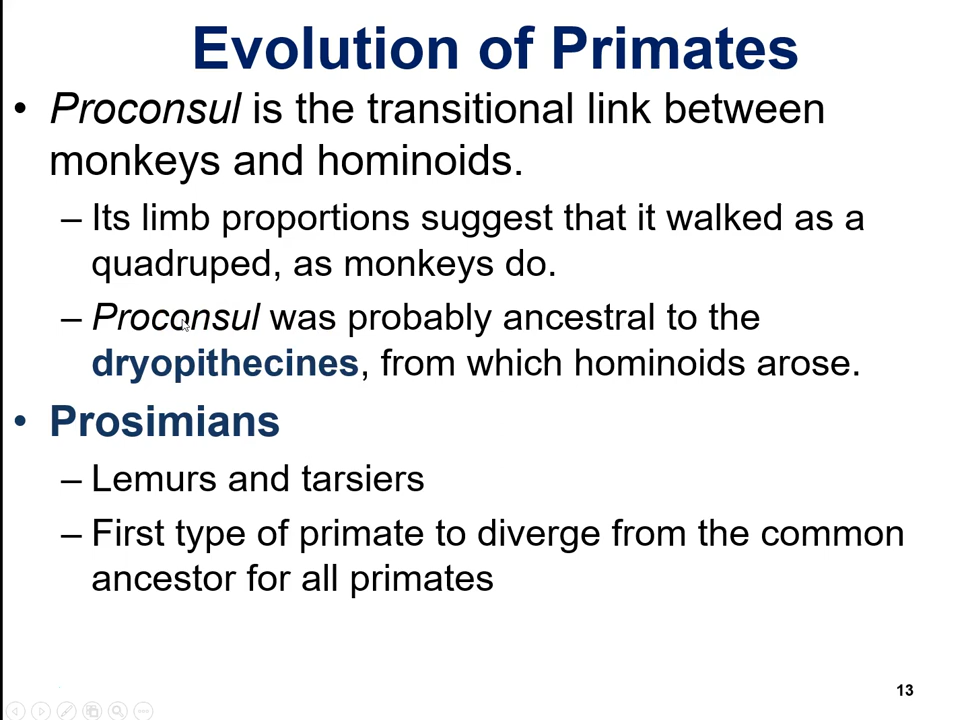 Evolution of Primates
• Proconsul is the transitional link between
monkeys and hominoids.
– Its limb proportions suggest that it walked as a
quadruped, as monkeys do.
– Proconsul was probably ancestral to the
dryopithecines, from which hominoids arose.
• Prosimians
– Lemurs and tarsiers
– First type of primate to diverge from the common
ancestor for all primates
13